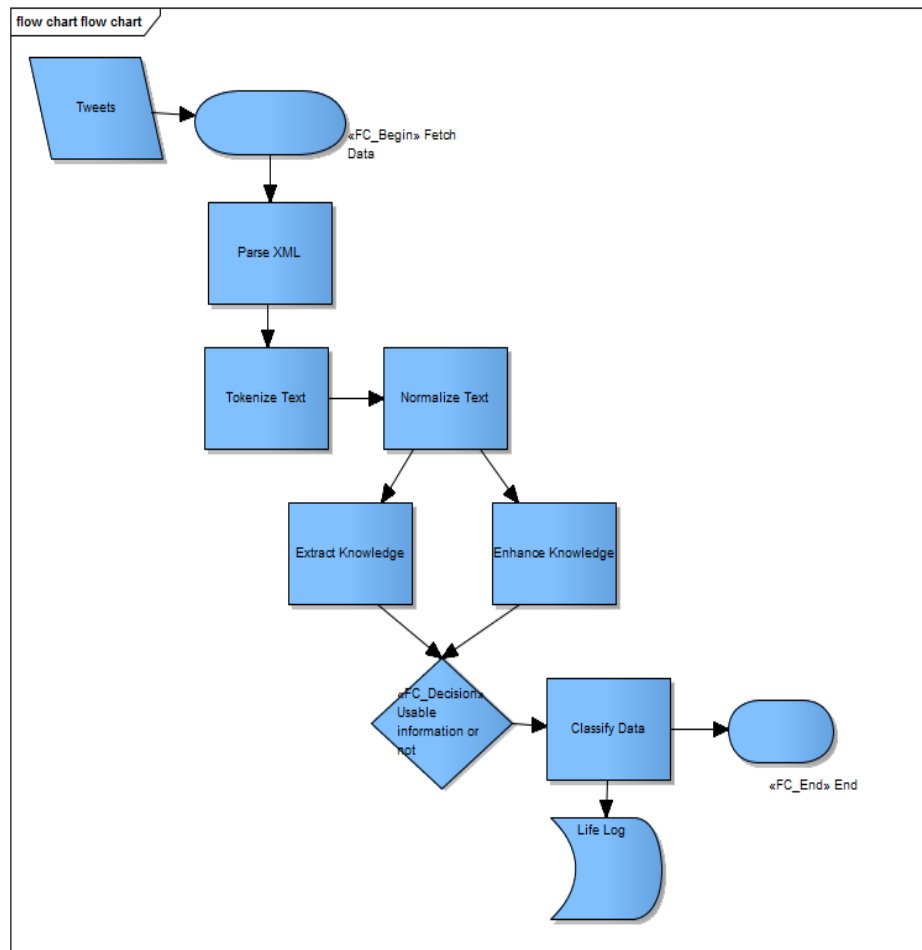 flow chart flow chart
Tweets
«FC_Begin» Fetch
Data
Parse XML
Tokenize Text
Normalize Text
Extract Knowledge
Enhance Knowledge
«FC_Decision»
Usable
information or
not
Classify Data
«FC_End» End
Life Log